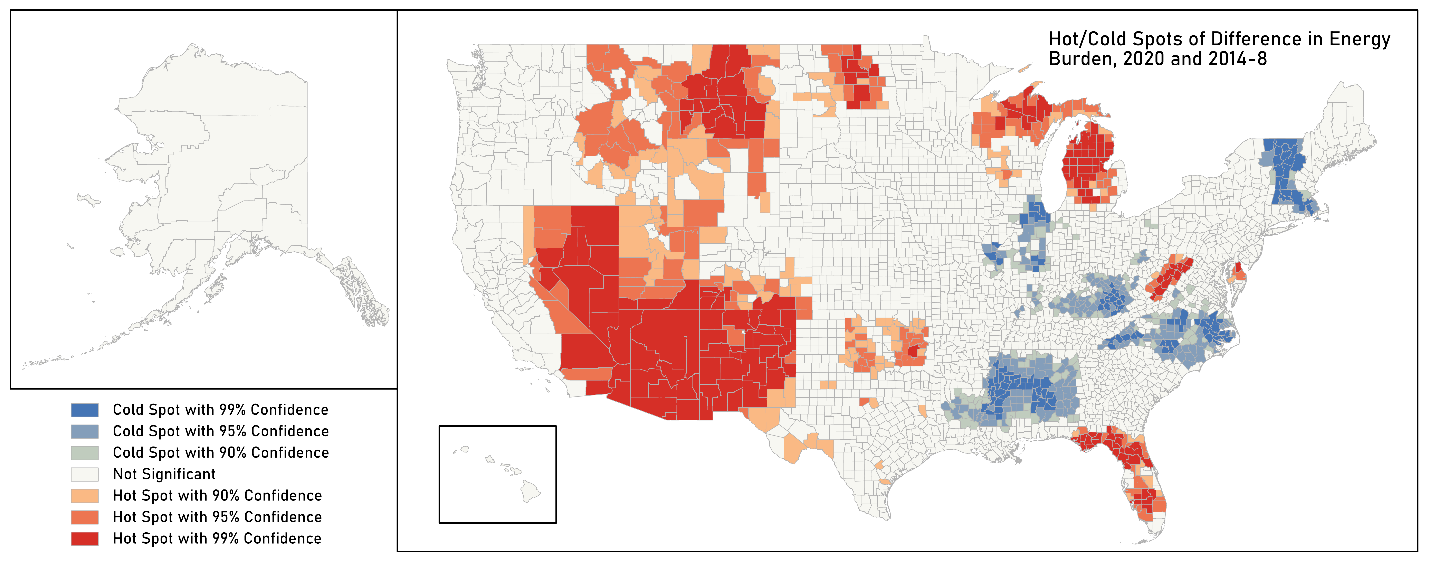 Hot/Cold Spots of Difference in Energy
Burden, 2020 and 2014-8
Cold Spot with 99% Confidence
Cold Spot with 95% Confidence
Cold Spot with 90% Confidence
Not Significant
Hot Spot with 90% Confidence
Hot Spot with 95% Confidence
Hot Spot with 99% Confidence